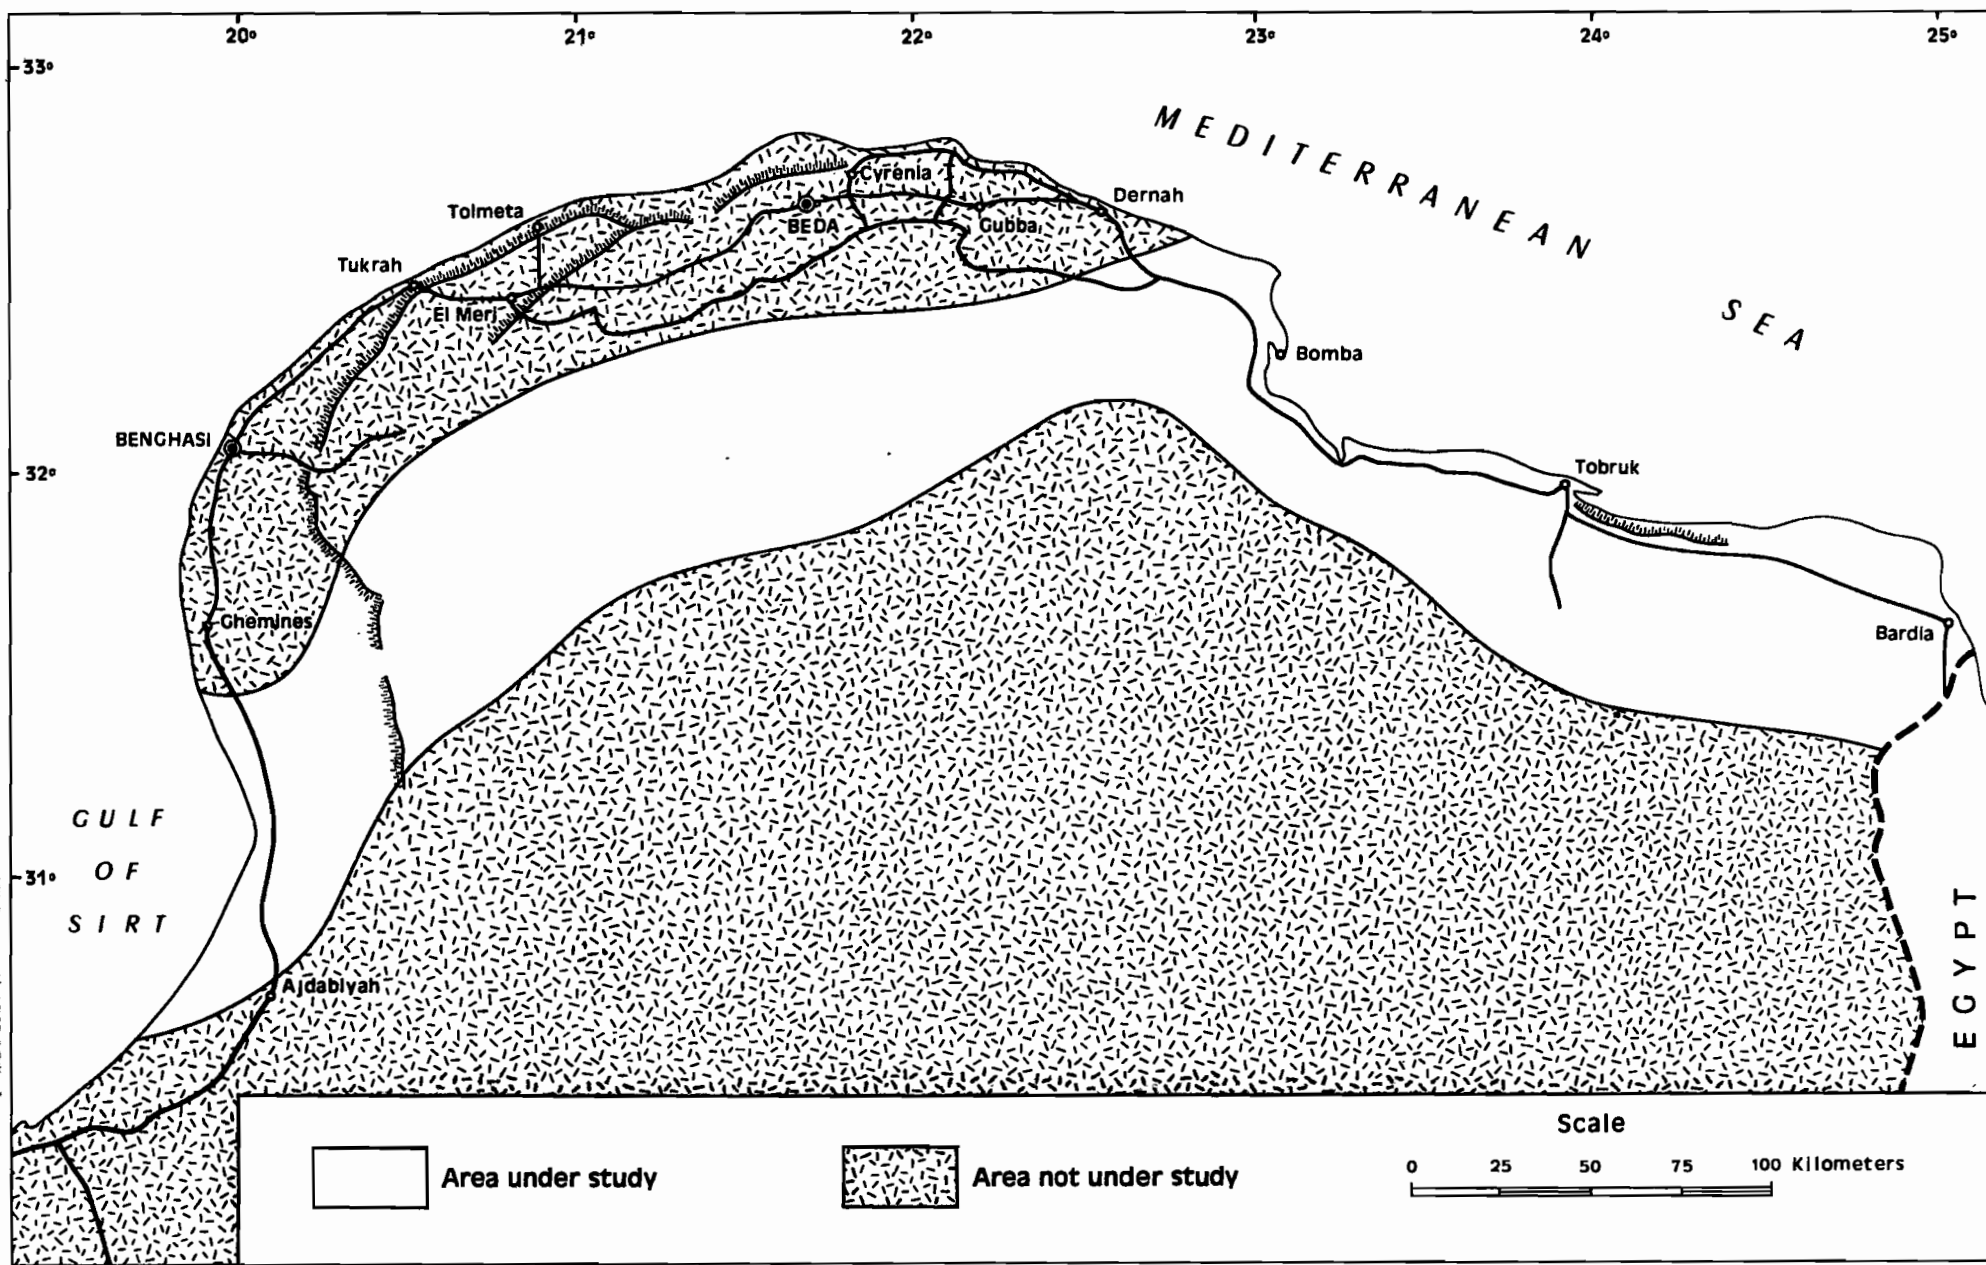 20° 21° 22° 23° 24° 25°
33°
MEDITERRANEAN
SEA
Cyrenia
Dernah
Tolmeta
BEDA
Gubba
Tukrah
El Merj
Bomba
BENGHASI
32°
Tobruk
Ghemines
Bardia
GULF
OF
SIRT
31°
EGYPT
Ajdabiyah
Scale
0 25 50 75 100 Kilometers
Area under study
Area not under study